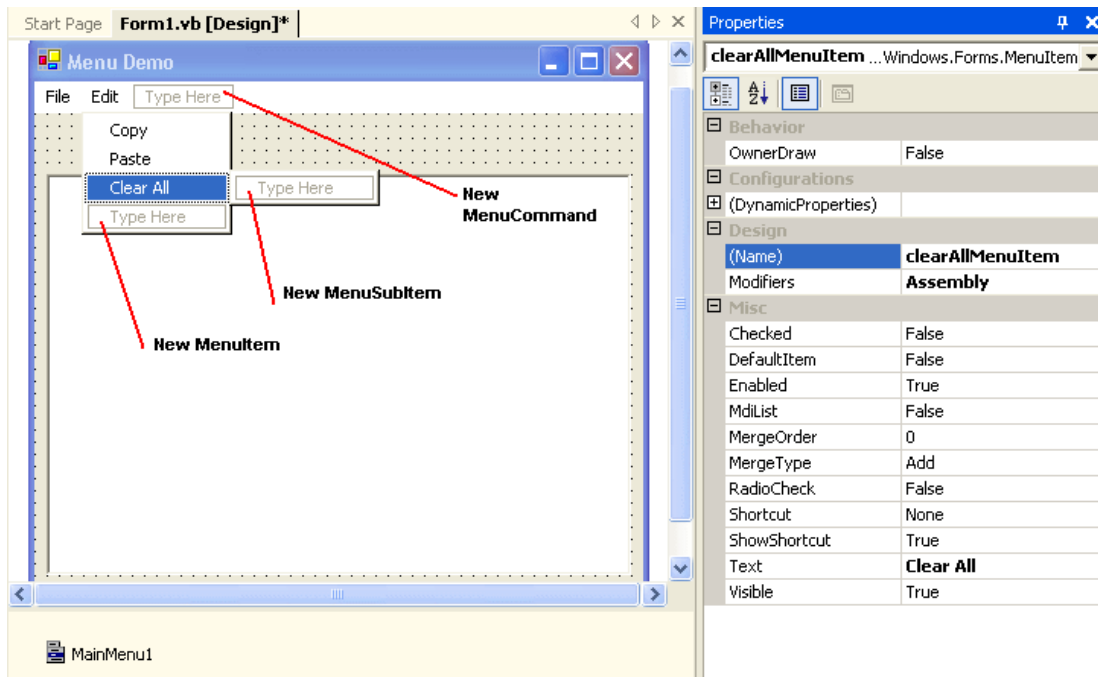 Start Page Form1.vb [Design]*
Menu Demo
File Edit Type Here
Copy
Paste
Clear All Type Here
Type Here
New
MenuCommand
New MenuSubItem
New MenuItem
MainMenu1
Properties
clearAllMenuItem ...Windows.Forms.MenuItem
A
Z
Behavior
OwnerDraw False
Configurations
(DynamicProperties)
Design
(Name) clearAllMenuItem
Modifiers Assembly
Misc
Checked False
DefaultItem False
Enabled True
MdiList False
MergeOrder 0
MergeType Add
RadioCheck False
Shortcut None
ShowShortcut True
Text Clear All
Visible True